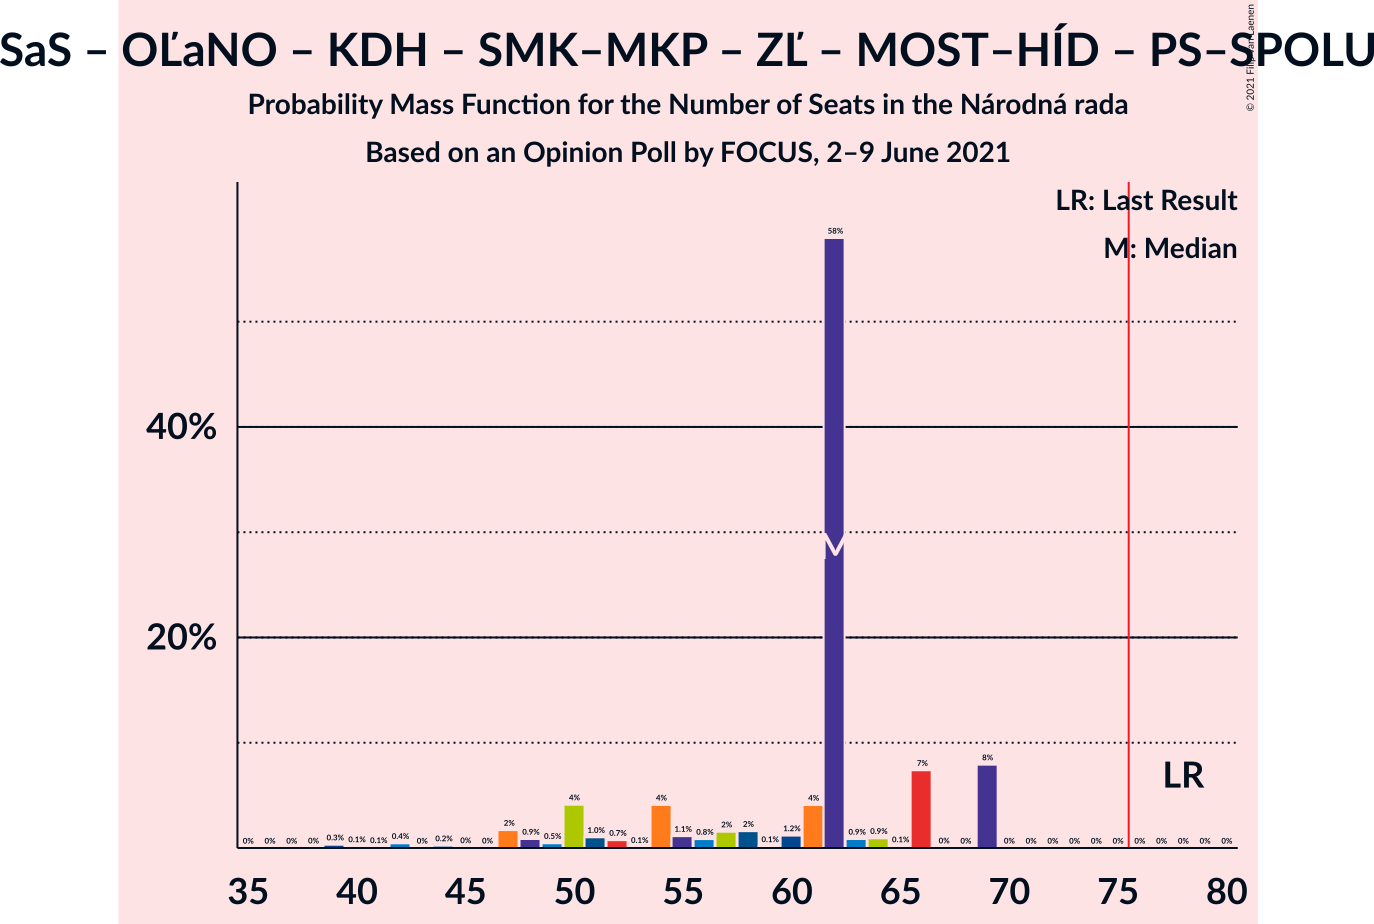 SaS – OĽaNO – KDH – SMK–MKP – ZĽ – MOST–HÍD – PS–SPOLU
© 2021 Filip van Laenen
Probability Mass Function for the Number of Seats in the Národná rada
Based on an Opinion Poll by FOCUS, 2–9 June 2021
LR: Last Result
M: Median
58%
40%
20%
LR
0% 0% 0% 0% 0.3% 0.1% 0.1% 0.4% 0% 0.2% 0% 0% 2% 0.9% 0.5% 4% 1.0% 0.7% 0.1% 4% 1.1% 0.8% 2% 2% 0.1% 1.2% 4% 0.9% 0.9% 0.1% 7% 0% 0% 8% 0% 0% 0% 0% 0% 0% 0% 0% 0% 0% 0%
35 40 45 50 55 60 65 70 75 80